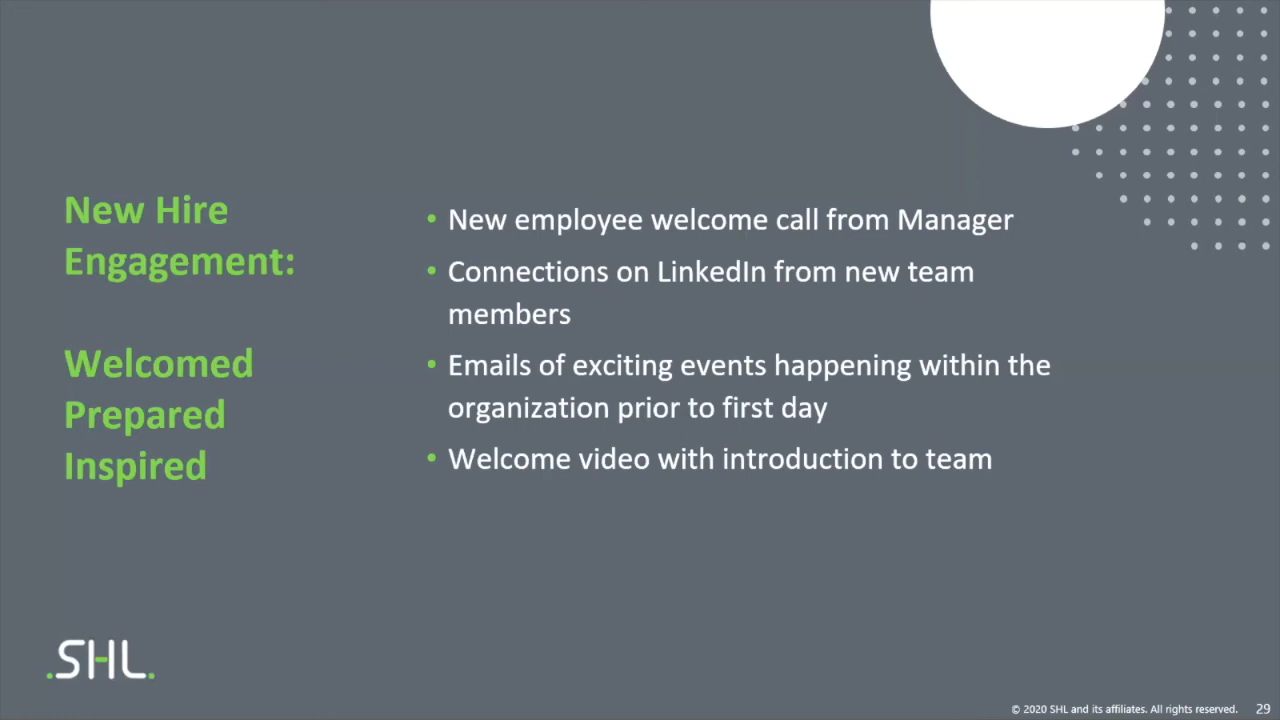 New Hire
Engagement:
Welcomed
Prepared
Inspired
• New employee welcome call from Manager
• Connections on LinkedIn from new team
members
• Emails of exciting events happening within the
organization prior to first day
• Welcome video with introduction to team
.SHL.
© 2020 SHL and its affiliates. All rights reserved. 29